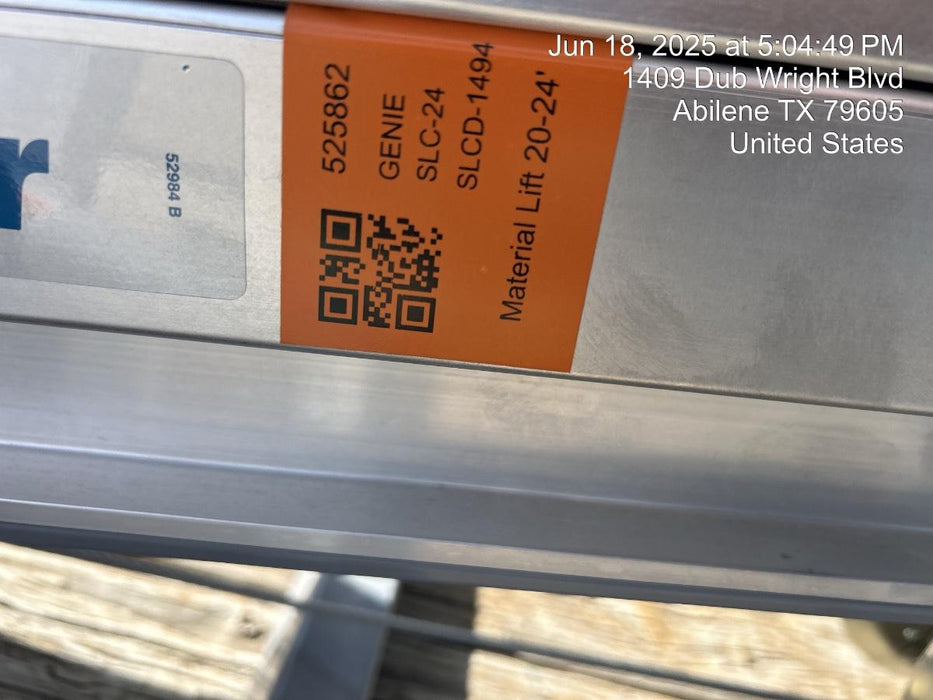 Jun 18, 2025 at 5:04:49 PM
1409 Dub Wright Blvd
Abilene TX 79605
United States
52984 B
525862
GENIE
SLC-24
SLCD-1494
Material Lift 20-24'